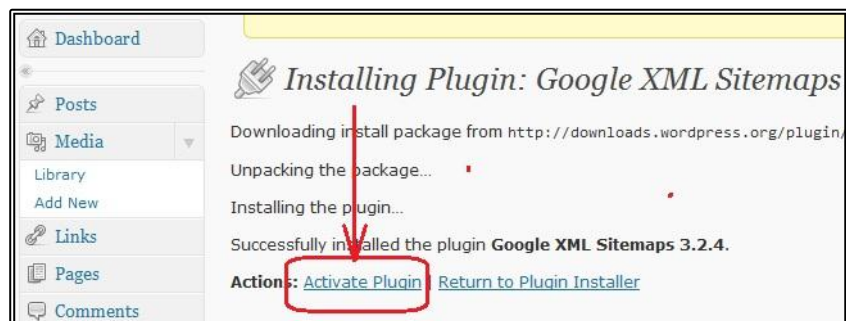 Dashboard
Posts
Media
Library
Add New
Links
Pages
Comments
Installing Plugin: Google XML Sitemaps
Downloading install package from http://downloads.wordpress.org/plugin/
Unpacking the package…
Installing the plugin…
Successfully installed the plugin Google XML Sitemaps 3.2.4.
Actions: Activate Plugin | Return to Plugin Installer